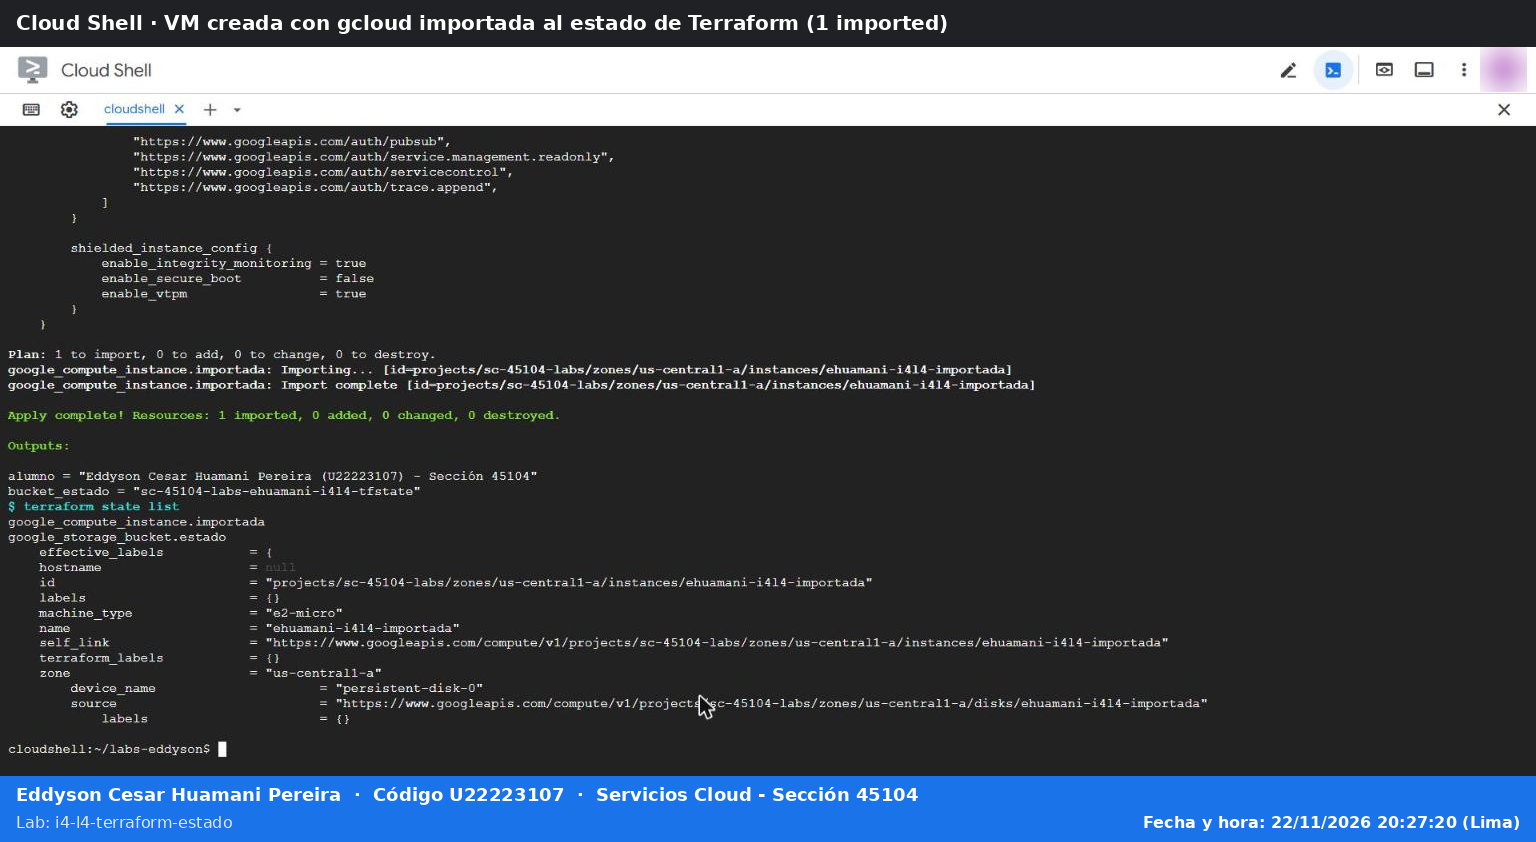 Cloud Shell · VM creada con gcloud importada al estado de Terraform (1 imported)
Cloud Shell
cloudshell
"https://www.googleapis.com/auth/pubsub",
"https://www.googleapis.com/auth/service.management.readonly",
"https://www.googleapis.com/auth/servicecontrol",
"https://www.googleapis.com/auth/trace.append",
]
}
shielded_instance_config {
enable_integrity_monitoring = true
enable_secure_boot = false
enable_vtpm = true
}
}
Plan: 1 to import, 0 to add, 0 to change, 0 to destroy.
google_compute_instance.importada: Importing... [id=projects/sc-45104-labs/zones/us-central1-a/instances/ehuamani-i4l4-importada]
google_compute_instance.importada: Import complete [id=projects/sc-45104-labs/zones/us-central1-a/instances/ehuamani-i4l4-importada]
Apply complete! Resources: 1 imported, 0 added, 0 changed, 0 destroyed.
Outputs:
alumno = "Eddyson Cesar Huamani Pereira (U22223107) - Sección 45104"
bucket_estado = "sc-45104-labs-ehuamani-i4l4-tfstate"
$ terraform state list
google_compute_instance.importada
google_storage_bucket.estado
effective_labels = {
hostname = null
id = "projects/sc-45104-labs/zones/us-central1-a/instances/ehuamani-i4l4-importada"
labels = {}
machine_type = "e2-micro"
name = "ehuamani-i4l4-importada"
self_link = "https://www.googleapis.com/compute/v1/projects/sc-45104-labs/zones/us-central1-a/instances/ehuamani-i4l4-importada"
terraform_labels = {}
zone = "us-central1-a"
device_name = "persistent-disk-0"
source = "https://www.googleapis.com/compute/v1/projects/sc-45104-labs/zones/us-central1-a/disks/ehuamani-i4l4-importada"
labels = {}
cloudshell:~/labs-eddyson$
Eddyson Cesar Huamani Pereira · Código U22223107 · Servicios Cloud - Sección 45104
Lab: i4-l4-terraform-estado
Fecha y hora: 22/11/2026 20:27:20 (Lima)